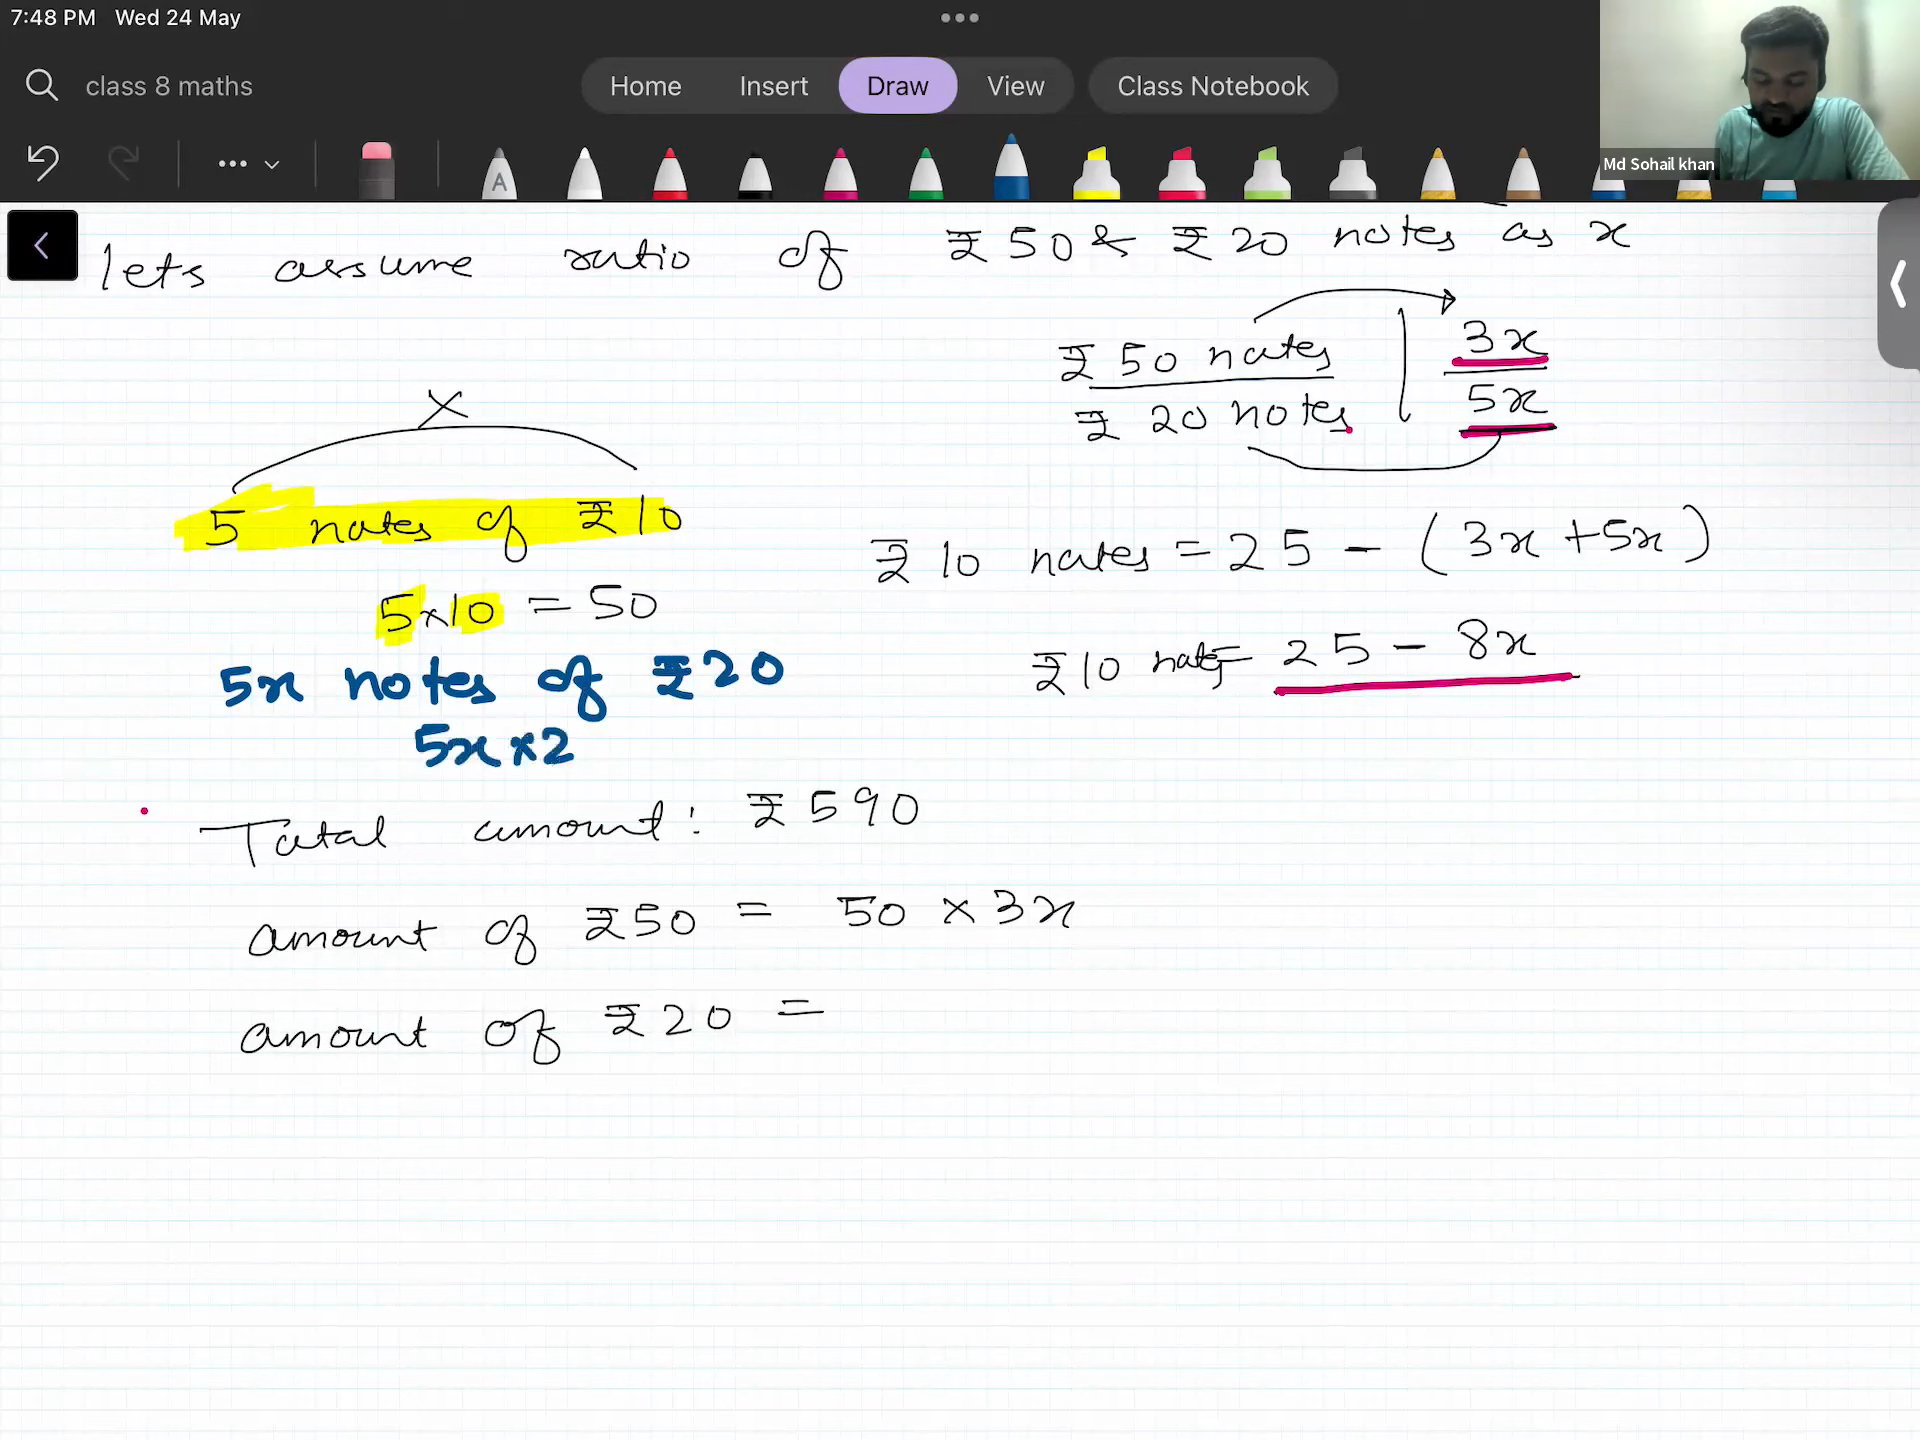 7:48 PM Wed 24 May
class 8 maths
Home Insert Draw View Class Notebook
A
Md Sohail khan
lets assume ratio of ₹ 50 & ₹ 20 notes as x
₹ 50 notes | 3x
₹ 20 notes | 5x
X
5 notes of ₹ 10
5×10 = 50
5x notes of ₹20
5x×2
₹ 10 notes = 25 - (3x+5x)
₹10 notes = 25 - 8x
Total amount: ₹ 590
amount of ₹50 = 50 × 3x
amount of ₹20 =